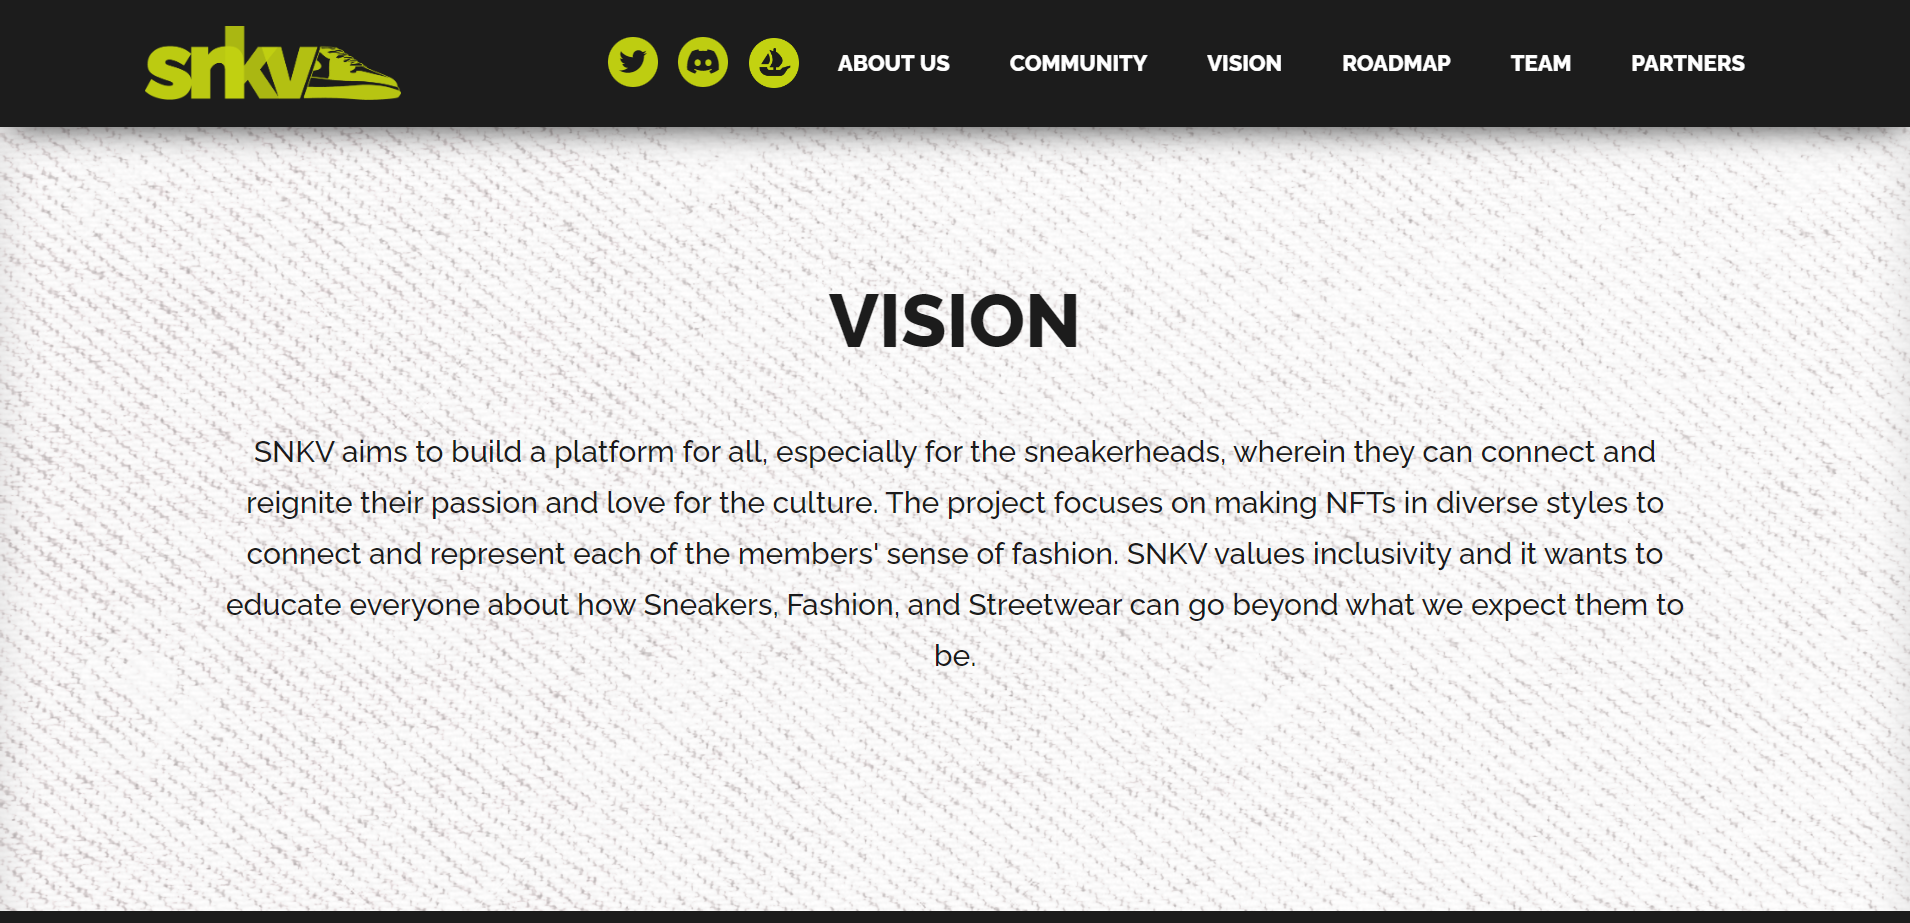 snkv
ABOUT US COMMUNITY VISION ROADMAP TEAM PARTNERS
VISION
SNKV aims to build a platform for all, especially for the sneakerheads, wherein they can connect and
reignite their passion and love for the culture. The project focuses on making NFTs in diverse styles to
connect and represent each of the members' sense of fashion. SNKV values inclusivity and it wants to
educate everyone about how Sneakers, Fashion, and Streetwear can go beyond what we expect them to
be.